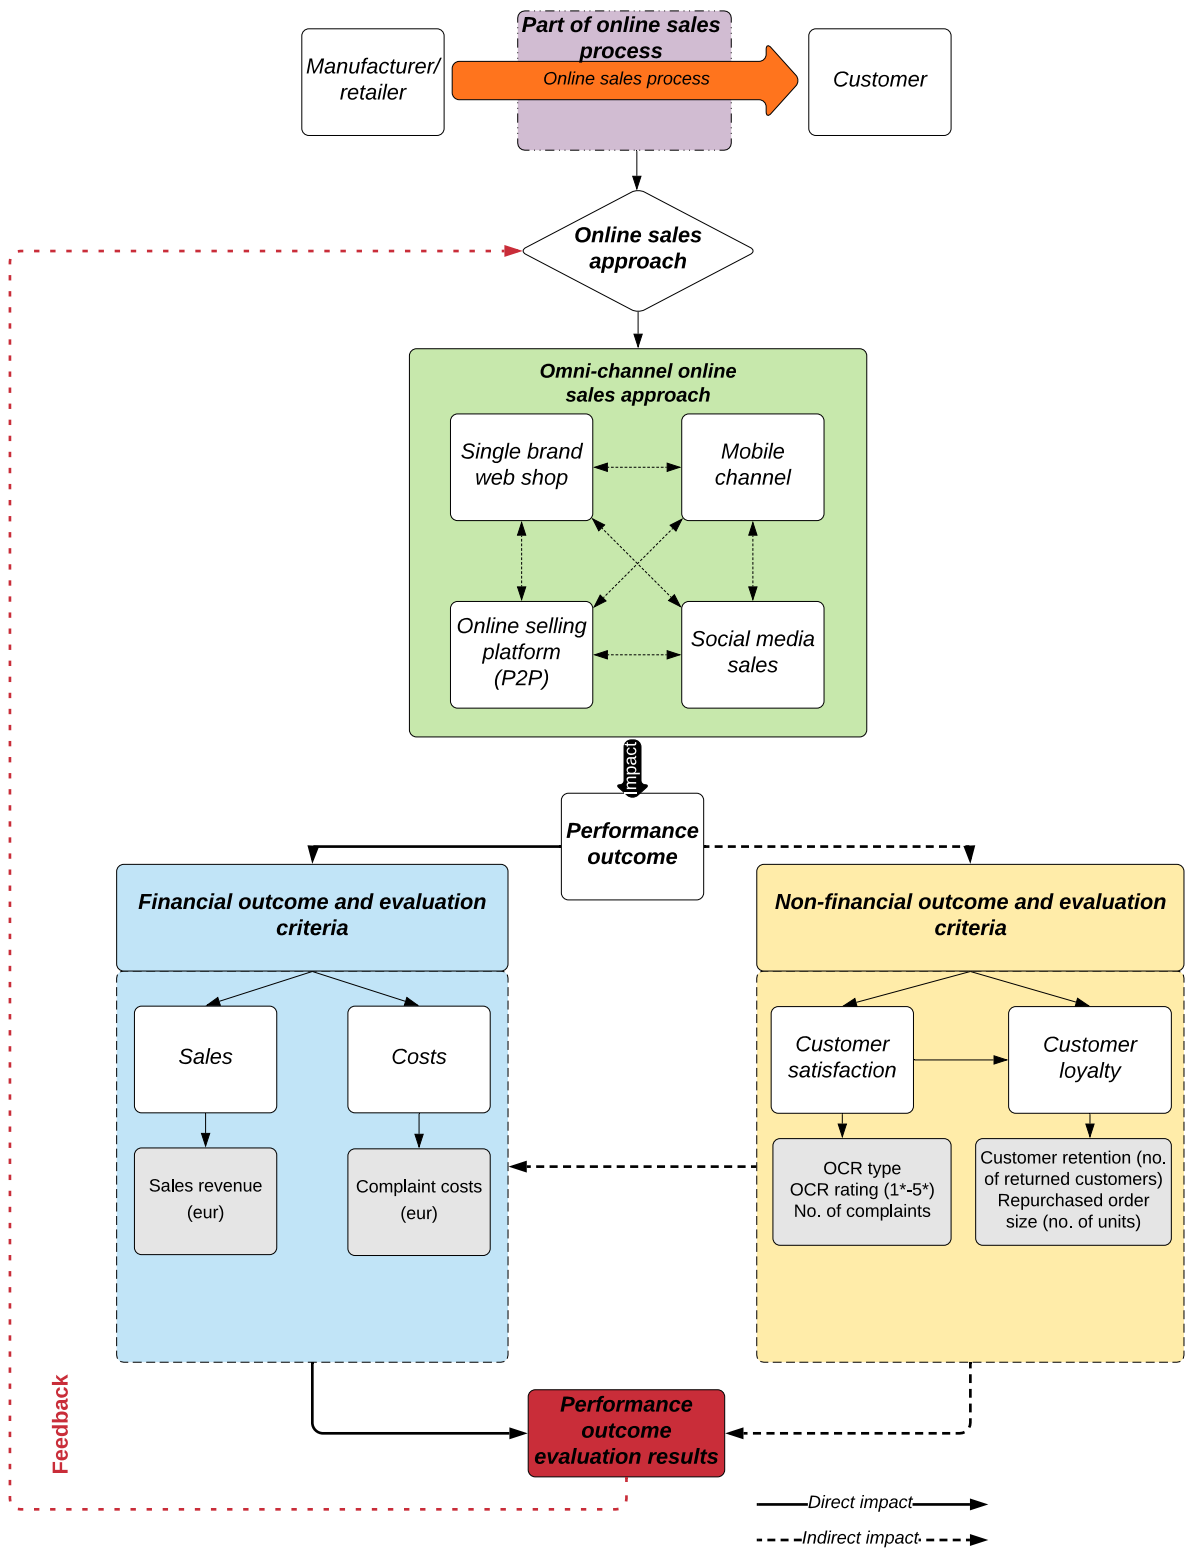 Part of online sales
process
Manufacturer/
retailer
Online sales process
Customer
Online sales
approach
Omni-channel online
sales approach
Single brand
web shop
Mobile
channel
Online selling
platform
(P2P)
Social media
sales
Impact
Performance
outcome
Financial outcome and evaluation
criteria
Non-financial outcome and evaluation
criteria
Sales
Costs
Customer
satisfaction
Customer
loyalty
Sales revenue
(eur)
Complaint costs
(eur)
OCR type
OCR rating (1*-5*)
No. of complaints
Customer retention (no.
of returned customers)
Repurchased order
size (no. of units)
Feedback
Performance
outcome
evaluation results
Direct impact
Indirect impact